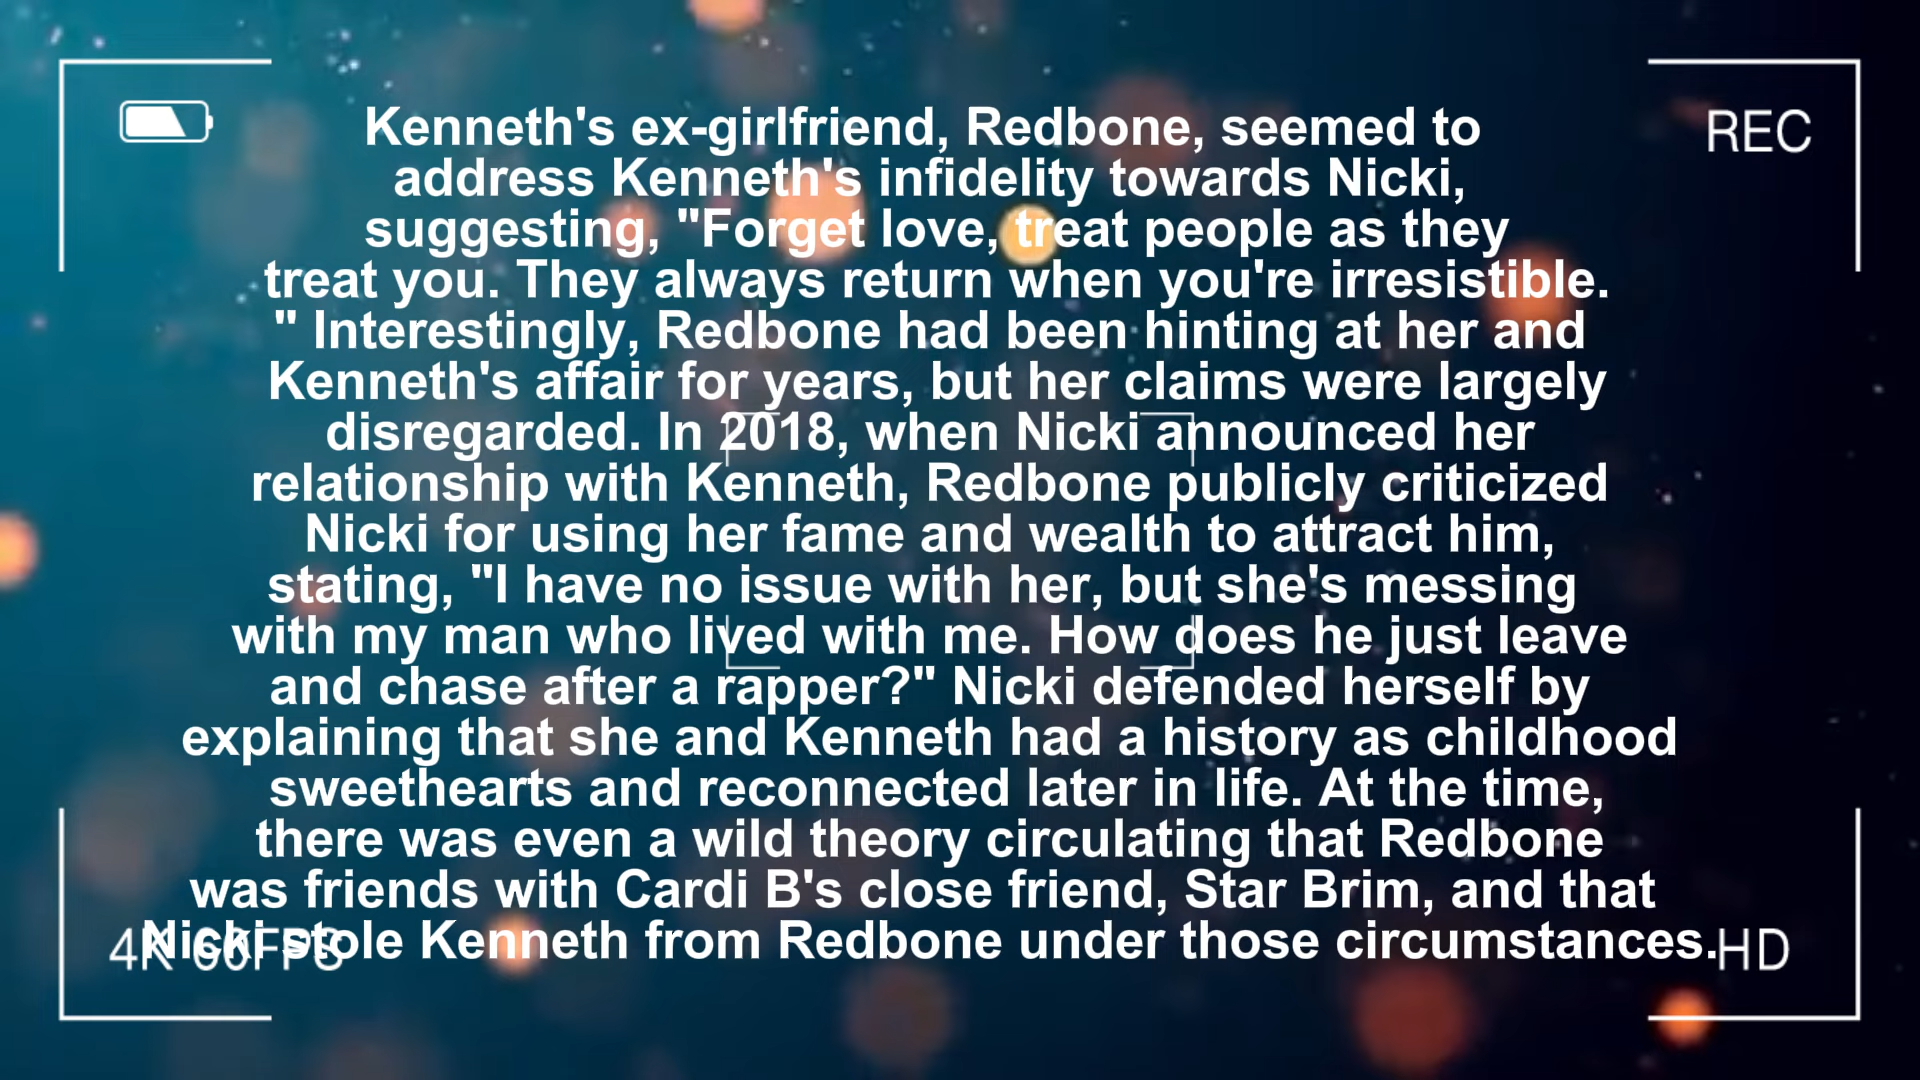 REC
Kenneth's ex-girlfriend, Redbone, seemed to
address Kenneth's infidelity towards Nicki,
suggesting, "Forget love, treat people as they
treat you. They always return when you're irresistible.
" Interestingly, Redbone had been hinting at her and
Kenneth's affair for years, but her claims were largely
disregarded. In 2018, when Nicki announced her
relationship with Kenneth, Redbone publicly criticized
Nicki for using her fame and wealth to attract him,
stating, "I have no issue with her, but she's messing
with my man who lived with me. How does he just leave
and chase after a rapper?" Nicki defended herself by
explaining that she and Kenneth had a history as childhood
sweethearts and reconnected later in life. At the time,
there was even a wild theory circulating that Redbone
was friends with Cardi B's close friend, Star Brim, and that
Nicki stole Kenneth from Redbone under those circumstances.
4K 60FPS
HD